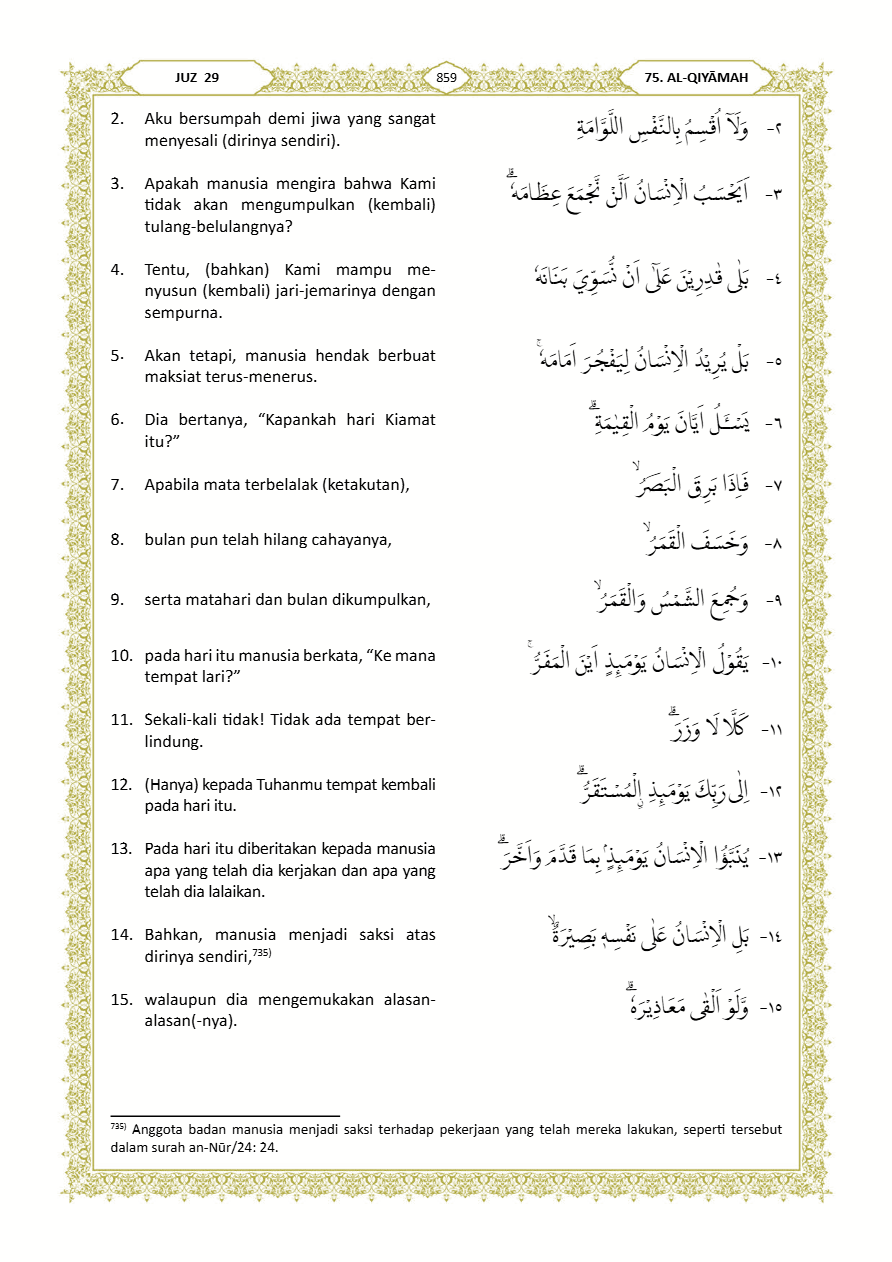 JUZ 29
859
75. AL-QIYĀMAH
2. Aku bersumpah demi jiwa yang sangat
menyesali (dirinya sendiri).
٢- وَلَآ اُقْسِمُ بِالنَّفْسِ اللَّوَّامَةِ
3. Apakah manusia mengira bahwa Kami
tidak akan mengumpulkan (kembali)
tulang-belulangnya?
٣- اَيَحْسَبُ الْاِنْسَانُ اَلَّنْ نَّجْمَعَ عِظَامَهٗۗ
4. Tentu, (bahkan) Kami mampu me-
nyusun (kembali) jari-jemarinya dengan
sempurna.
٤- بَلٰى قٰدِرِيْنَ عَلٰٓى اَنْ نُّسَوِّيَ بَنَانَهٗ
5. Akan tetapi, manusia hendak berbuat
maksiat terus-menerus.
٥- بَلْ يُرِيْدُ الْاِنْسَانُ لِيَفْجُرَ اَمَامَهٗۚ
6. Dia bertanya, “Kapankah hari Kiamat
itu?”
٦- يَسْـَٔلُ اَيَّانَ يَوْمُ الْقِيٰمَةِۗ
7. Apabila mata terbelalak (ketakutan),
٧- فَاِذَا بَرِقَ الْبَصَرُۙ
8. bulan pun telah hilang cahayanya,
٨- وَخَسَفَ الْقَمَرُۙ
9. serta matahari dan bulan dikumpulkan,
٩- وَجُمِعَ الشَّمْسُ وَالْقَمَرُۙ
10. pada hari itu manusia berkata, “Ke mana
tempat lari?”
١٠- يَقُوْلُ الْاِنْسَانُ يَوْمَىِٕذٍ اَيْنَ الْمَفَرُّۚ
11. Sekali-kali tidak! Tidak ada tempat ber-
lindung.
١١- كَلَّا لَا وَزَرَۗ
12. (Hanya) kepada Tuhanmu tempat kembali
pada hari itu.
١٢- اِلٰى رَبِّكَ يَوْمَىِٕذِ ِۨالْمُسْتَقَرُّۗ
13. Pada hari itu diberitakan kepada manusia
apa yang telah dia kerjakan dan apa yang
telah dia lalaikan.
١٣- يُنَبَّؤُا الْاِنْسَانُ يَوْمَىِٕذٍۢ بِمَا قَدَّمَ وَاَخَّرَۗ
14. Bahkan, manusia menjadi saksi atas
dirinya sendiri,⁷³⁵⁾
١٤- بَلِ الْاِنْسَانُ عَلٰى نَفْسِهٖ بَصِيْرَةٌۙ
15. walaupun dia mengemukakan alasan-
alasan(-nya).
١٥- وَّلَوْ اَلْقٰى مَعَاذِيْرَهٗۗ
⁷³⁵⁾ Anggota badan manusia menjadi saksi terhadap pekerjaan yang telah mereka lakukan, seperti tersebut
dalam surah an-Nūr/24: 24.